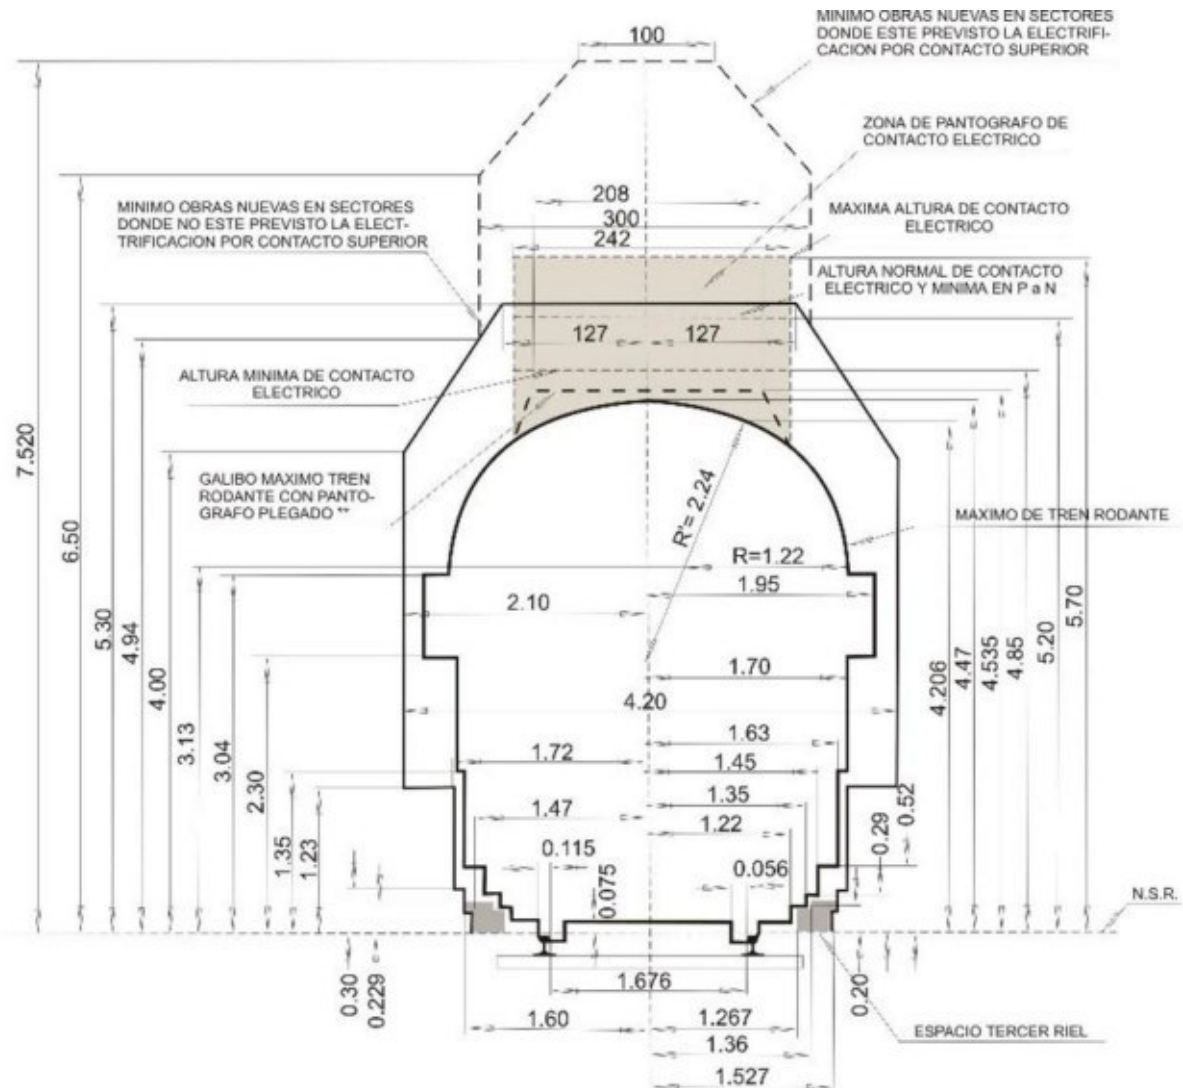 MINIMO OBRAS NUEVAS EN SECTORES
DONDE ESTE PREVISTO LA ELECTRIFI-
CACION POR CONTACTO SUPERIOR
100
ZONA DE PANTOGRAFO DE
CONTACTO ELECTRICO
MINIMO OBRAS NUEVAS EN SECTORES
DONDE NO ESTE PREVISTO LA ELECT-
TRIFICACION POR CONTACTO SUPERIOR
208
300
242
MAXIMA ALTURA DE CONTACTO
ELECTRICO
ALTURA NORMAL DE CONTACTO
ELECTRICO Y MINIMA EN P a N
127
127
ALTURA MINIMA DE CONTACTO
ELECTRICO
GALIBO MAXIMO TREN
RODANTE CON PANTO-
GRAFO PLEGADO **
MAXIMO DE TREN RODANTE
7.520
6.50
5.30
4.94
4.00
3.13
3.04
2.30
1.35
1.23
R'= 2.24
R=1.22
1.95
2.10
1.70
4.20
1.63
1.72
1.45
1.47
1.35
1.22
0.115
0.075
0.056
4.206
4.47
4.535
4.85
5.20
5.70
0.52
0.29
N.S.R.
0.30
0.229
0.20
1.676
1.60
1.267
1.36
1.527
ESPACIO TERCER RIEL